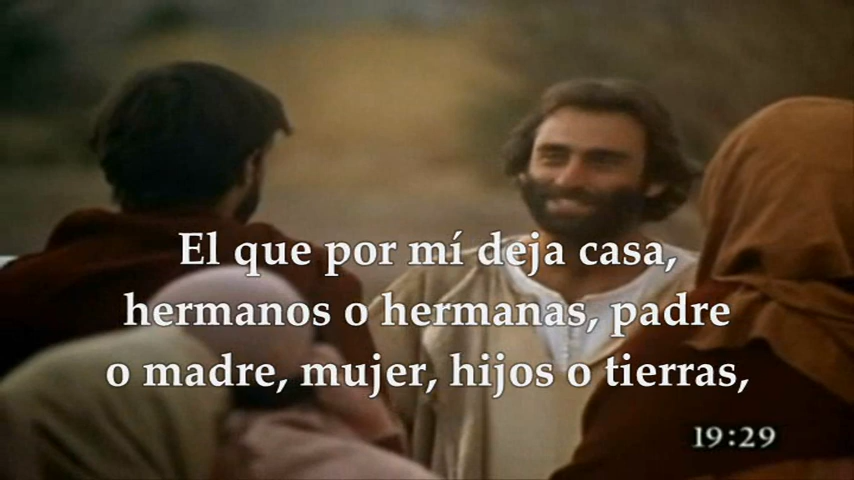 El que por mí deja casa,
hermanos o hermanas, padre
o madre, mujer, hijos o tierras,
19:29